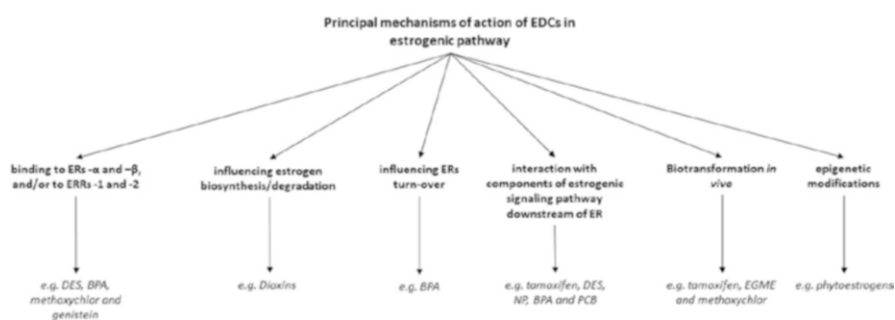 Principal mechanisms of action of EDCs in
estrogenic pathway
binding to ERs -α and –β,
and/or to ERRs -1 and -2
influencing estrogen
biosynthesis/degradation
influencing ERs
turn-over
interaction with
components of estrogenic
signaling pathway
downstream of ER
Biotransformation in
vivo
epigenetic
modifications
e.g. DES, BPA,
methoxychlor and
genistein
e.g. Dioxins
e.g. BPA
e.g. tamoxifen, DES,
NP, BPA and PCB
e.g. tamoxifen, EGME
and methoxychlor
e.g. phytoestrogens